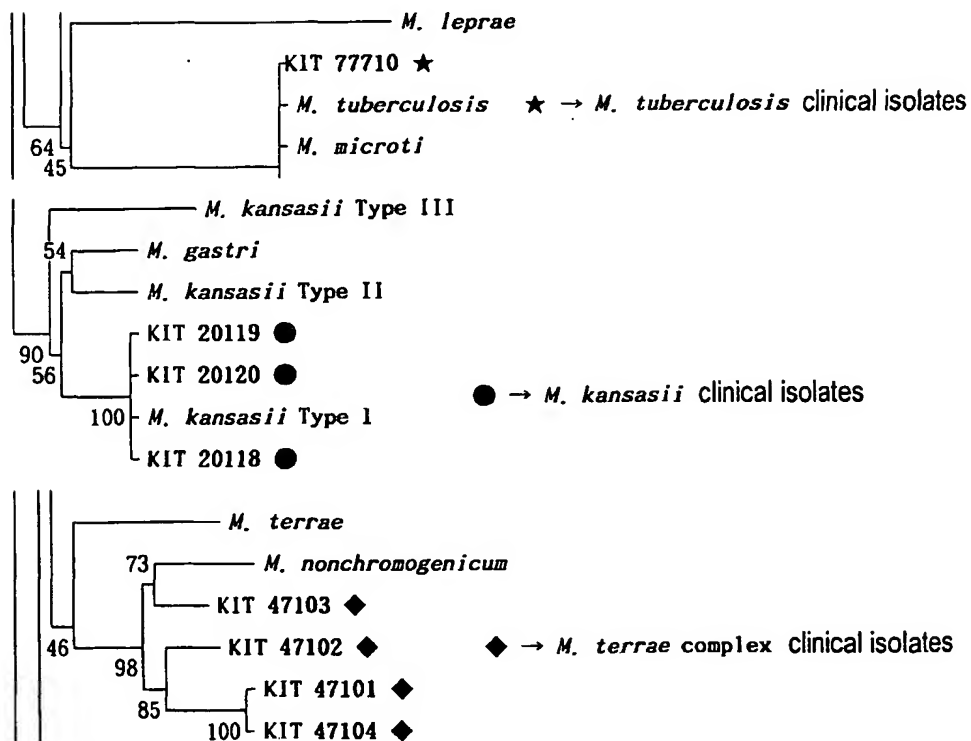 M. leprae
KIT 77710 ★
M. tuberculosis ★ → M. tuberculosis clinical isolates
M. microti
64
45
M. kansasii Type III
54
M. gastri
M. kansasii Type II
KIT 20119 ●
90
KIT 20120 ●
56
● → M. kansasii clinical isolates
100
M. kansasii Type I
KIT 20118 ●
M. terrae
73
M. nonchromogenicum
KIT 47103 ◆
46
KIT 47102 ◆ ◆ → M. terrae complex clinical isolates
98
KIT 47101 ◆
85
100
KIT 47104 ◆